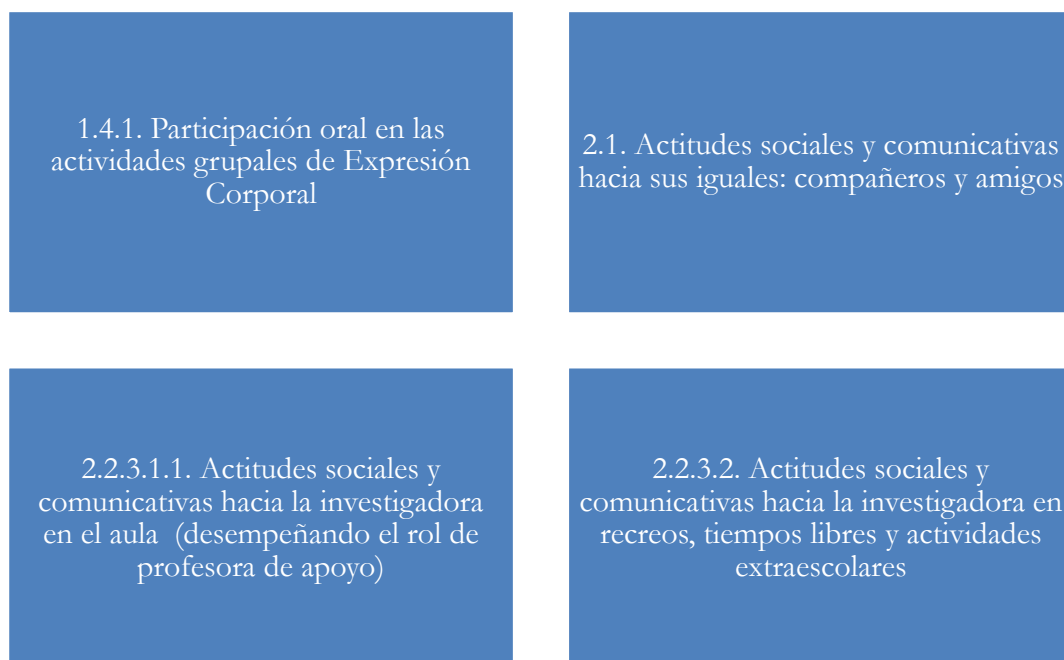 1.4.1. Participación oral en las
actividades grupales de Expresión
Corporal
2.1. Actitudes sociales y comunicativas
hacia sus iguales: compañeros y amigos
2.2.3.1.1. Actitudes sociales y
comunicativas hacia la investigadora
en el aula (desempeñando el rol de
profesora de apoyo)
2.2.3.2. Actitudes sociales y
comunicativas hacia la investigadora en
recreos, tiempos libres y actividades
extraescolares